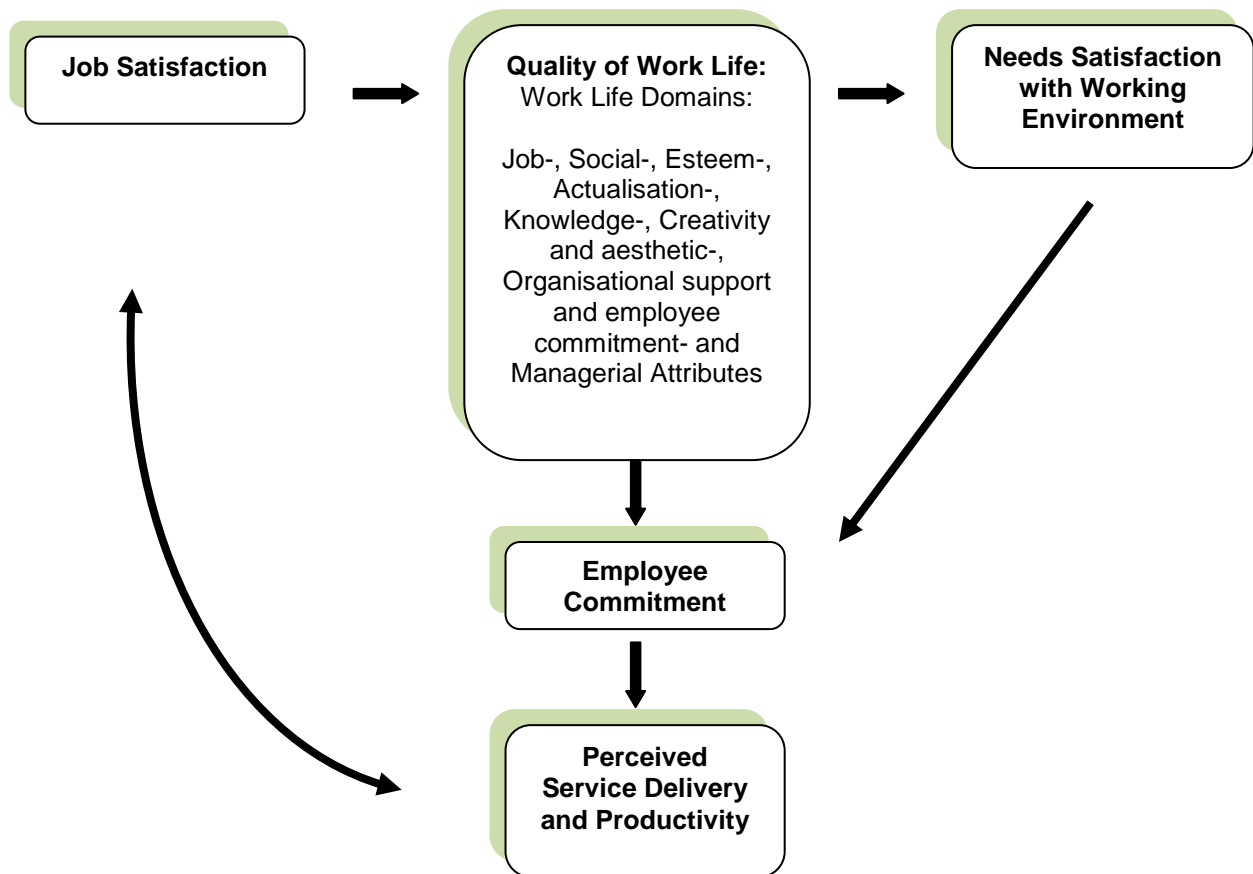 Job Satisfaction
Quality of Work Life:
Work Life Domains:
Job-, Social-, Esteem-,
Actualisation-,
Knowledge-, Creativity
and aesthetic-,
Organisational support
and employee
commitment- and
Managerial Attributes
Needs Satisfaction
with Working
Environment
Employee
Commitment
Perceived
Service Delivery
and Productivity